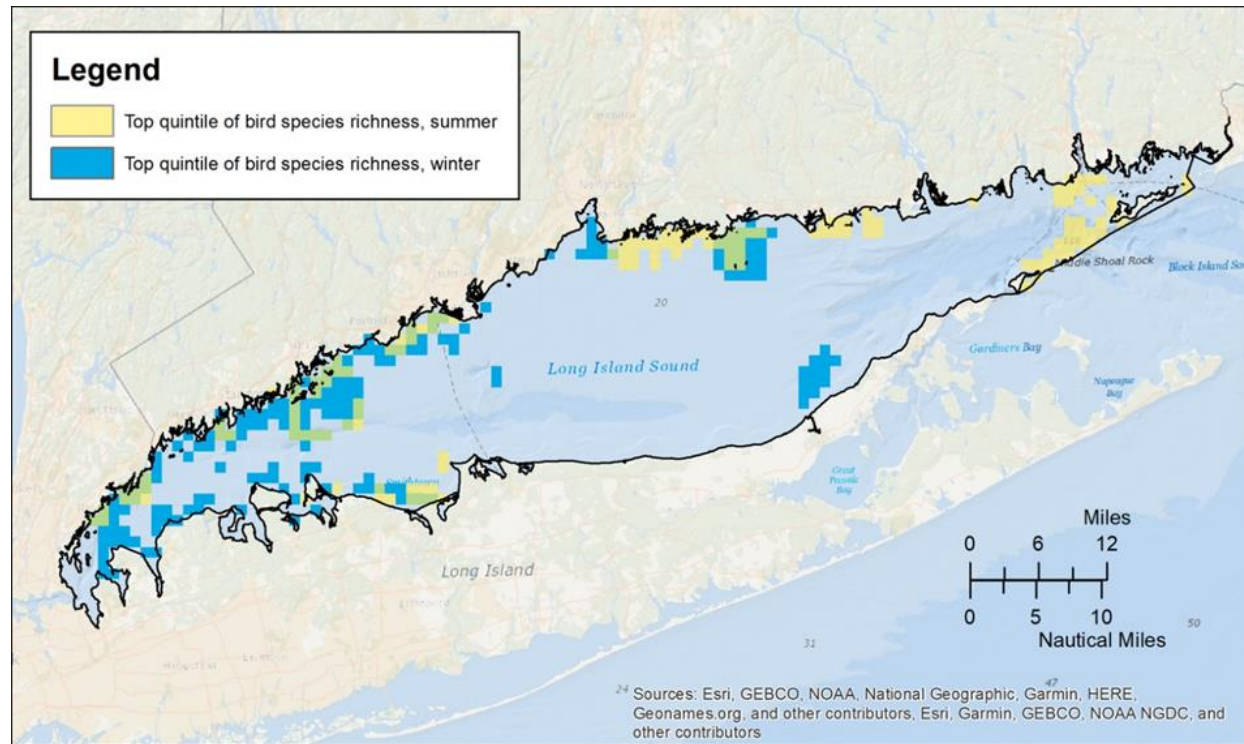 Legend
Top quintile of bird species richness, summer
Top quintile of bird species richness, winter
20
Long Island Sound
110
Middle Shoal Rock
Block Island Sou
Gardiners Bay
Napeague
Bay
Great
Peconic
Bay
Smithtown
Long Island
Miles
0 6 12
0 5 10
Nautical Miles
50
31
24
47
Sources: Esri, GEBCO, NOAA, National Geographic, Garmin, HERE,
Geonames.org, and other contributors, Esri, Garmin, GEBCO, NOAA NGDC, and
other contributors